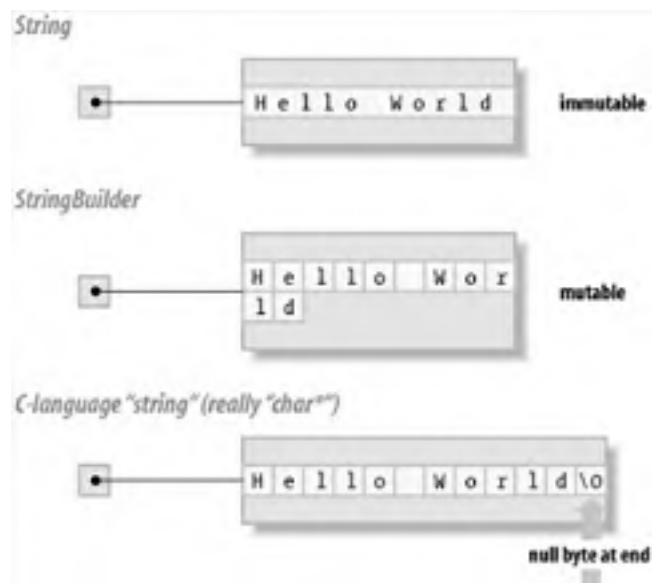 String
Hello World
immutable
StringBuilder
Hello Wor
ld
mutable
C-language "string" (really "char*")
Hello World\0
null byte at end